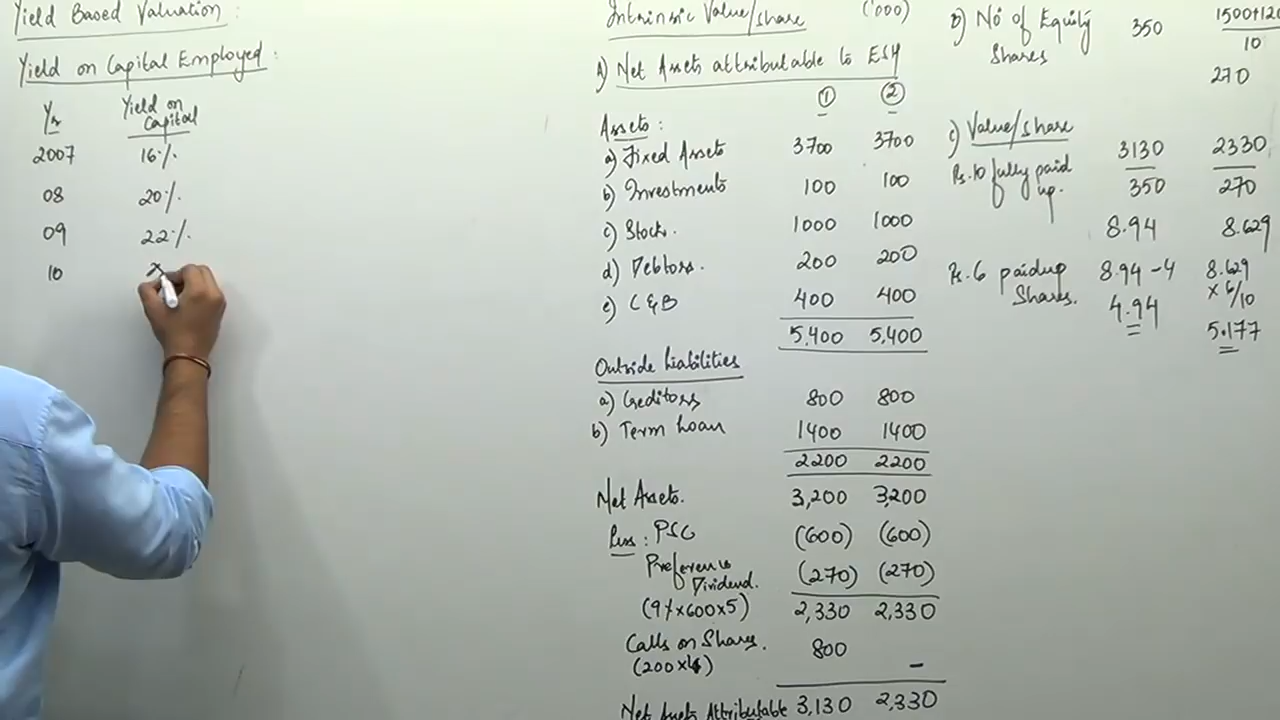 Yield Based Valuation :
Yield on Capital Employed :
Yr Yield on Capital
2007 16%
08 20%
09 22%
10
Intrinsic Value/share ('000)
A) Net Assets attributable to ESH
① ②
Assets :
a) Fixed Assets 3700 3700
b) Investments 100 100
c) Stock. 1000 1000
d) Debtors. 200 200
e) C & B 400 400
5,400 5,400
Outside Liabilities
a) Creditors 800 800
b) Term Loan 1400 1400
2200 2200
Net Assets. 3,200 3,200
Less : PSC (600) (600)
Preference Dividend. (270) (270)
(9%×600×5) 2,330 2,330
Calls on Shares. 800 -
(200×4)
Net Assets Attributable 3,130 2,330
B) No of Equity Shares 350 1500+120
10
270
c) Value/share
Rs.10 fully paid up. 3130 2330
350 270
8.94 8.629
Rs.6 paidup Shares. 8.94 - 4 8.629
× 6/10
4.94 5.177